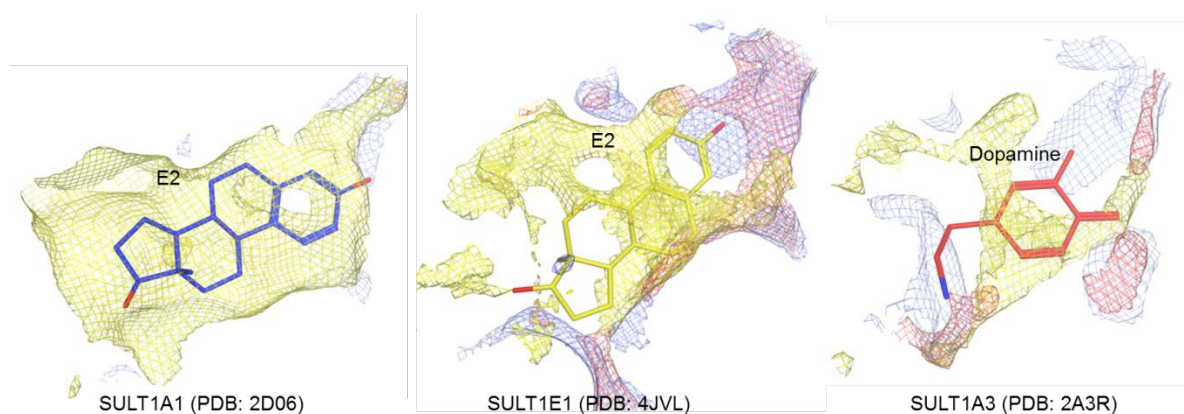 E2
E2
Dopamine
SULT1A1 (PDB: 2D06)
SULT1E1 (PDB: 4JVL)
SULT1A3 (PDB: 2A3R)